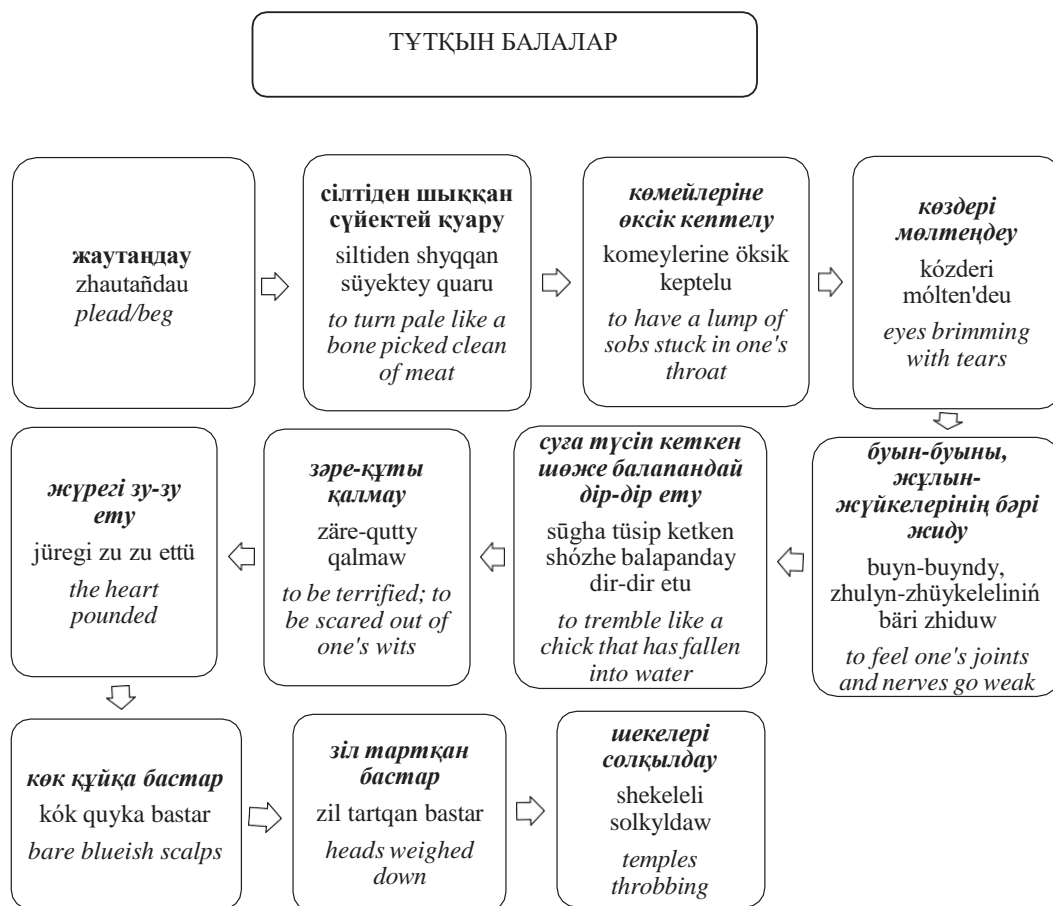 ТҰТҚЫН БАЛАЛАР
жаутаңдау
zhautañdau
plead/beg
сілтіден шыққан
сүйектей қуару
siltiden shyqqan
süyektey quaru
to turn pale like a
bone picked clean
of meat
көмейлеріне
өксік кептелу
komeylerine öksik
keptelu
to have a lump of
sobs stuck in one's
throat
көздері
мөлтеңдеу
kózderi
mólten'deu
eyes brimming
with tears
буын-буыны,
жұлын-
жүйкелерінің бәрі
жиду
buyn-buyndy,
zhulyn-zhüykeleliniń
bäri zhiduw
to feel one's joints
and nerves go weak
суға түсіп кеткен
шөже балапандай
дір-дір ету
sūgha tüsip ketken
shózhe balapanday
dir-dir etu
to tremble like a
chick that has fallen
into water
зәре-құты
қалмау
zäre-qutty
qalmaw
to be terrified; to
be scared out of
one's wits
жүрегі зу-зу
ету
jüregi zu zu ettü
the heart
pounded
көк құйқа бастар
kók quyka bastar
bare blueish scalps
зіл тартқан
бастар
zil tartqan bastar
heads weighed
down
шекелері
солқылдау
shekeleli
solkyldaw
temples
throbbing